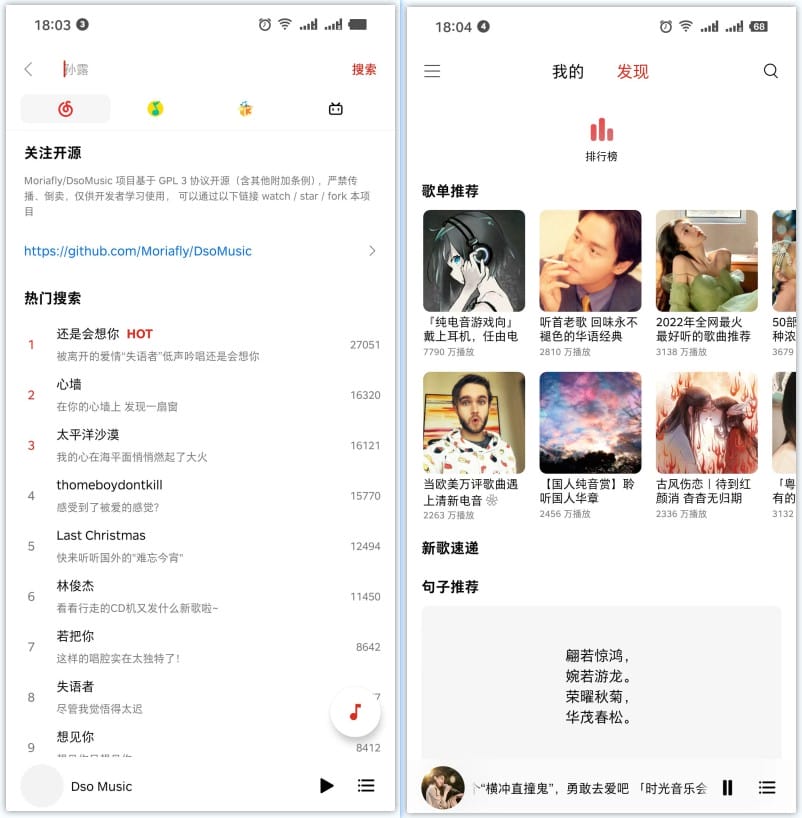 18:03 3
孙露
搜索
关注开源
Moriafly/DsoMusic 项目基于 GPL 3 协议开源（含其他附加条例），严禁传
播、倒卖，仅供开发者学习使用， 可以通过以下链接 watch / star / fork 本项
目
https://github.com/Moriafly/DsoMusic
热门搜索
1 还是会想你 HOT 27051
被离开的爱情“失语者”低声吟唱还是会想你
2 心墙 16320
在你的心墙上 发现一扇窗
3 太平洋沙漠 16121
我的心在海平面悄悄燃起了大火
4 thomeboydontkill 15770
感受到了被爱的感觉？
5 Last Christmas 12494
快来听听国外的"难忘今宵"
6 林俊杰 11450
看看行走的CD机又发什么新歌啦~
7 若把你 8642
这样的唱腔实在太独特了！
8 失语者 7
尽管我觉悟得太迟
9 想见你 8412
Dso Music
18:04 4 68
我的 发现
排行榜
歌单推荐
「纯电音游戏向」
戴上耳机，任由电
7790 万播放
听首老歌 回味永不
褪色的华语经典
2810 万播放
2022年全网最火
最好听的歌曲推荐
3138 万播放
50部
种浓
3679
当欧美万评歌曲遇
上清新电音 ❀
2263 万播放
【国人纯音赏】聆
听国人华章
2456 万播放
古风伤恋丨待到红
颜消 杳杳无归期
2336 万播放
「粤
有的
3132
新歌速递
句子推荐
翩若惊鸿，
婉若游龙。
荣曜秋菊，
华茂春松。
“横冲直撞鬼”，勇敢去爱吧 「时光音乐会